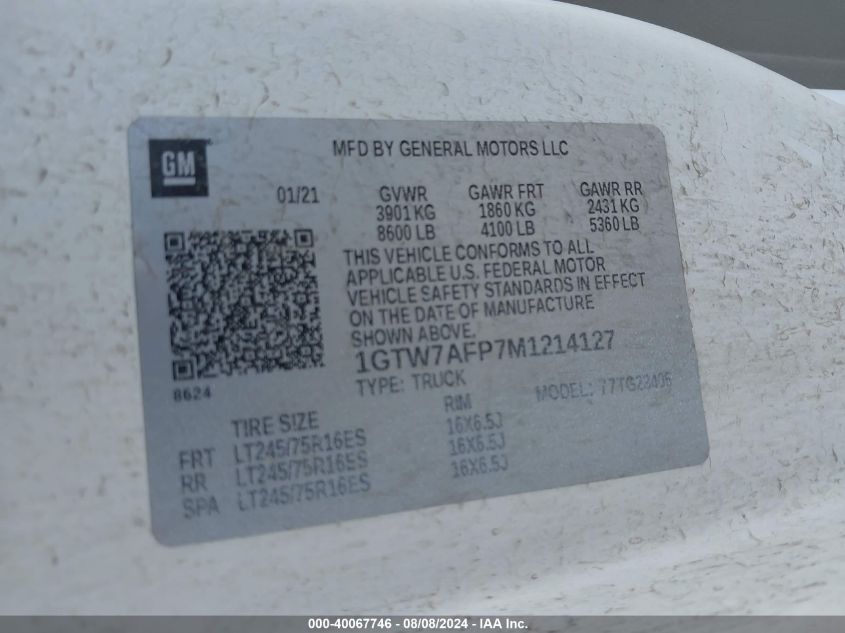 GM
MFD BY GENERAL MOTORS LLC
01/21 GVWR GAWR FRT GAWR RR
3901 KG 1860 KG 2431 KG
8600 LB 4100 LB 5360 LB
THIS VEHICLE CONFORMS TO ALL
APPLICABLE U.S. FEDERAL MOTOR
VEHICLE SAFETY STANDARDS IN EFFECT
ON THE DATE OF MANUFACTURE
SHOWN ABOVE.
1GTW7AFP7M1214127
8624
TYPE: TRUCK MODEL:
TIRE SIZE RIM
FRT LT245/75R16ES 16X6.5J
RR LT245/75R16ES 16X6.5J
SPA LT245/75R16ES 16X6.5J
000-40067746 - 08/08/2024 - IAA Inc.